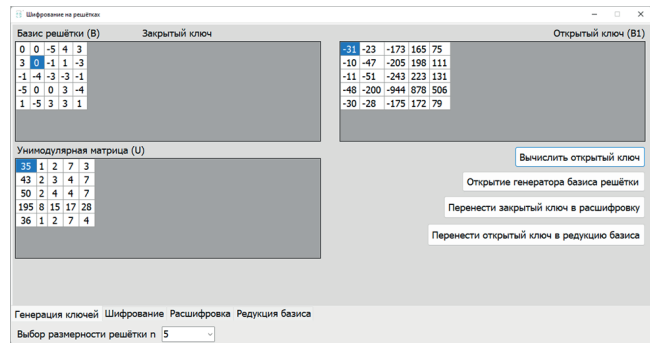 Шифрование на решётках
Базис решётки (B) Закрытый ключ Открытый ключ (B1)
0 0 -5 4 3
3 0 -1 1 -3
-1 -4 -3 -3 -1
-5 0 0 3 -4
1 -5 3 3 1
-31 -23 -173 165 75
-10 -47 -205 198 111
-11 -51 -243 223 131
-48 -200 -944 878 506
-30 -28 -175 172 79
Унимодулярная матрица (U)
35 1 2 7 3
43 2 3 4 7
50 2 4 4 7
195 8 15 17 28
36 1 2 7 4
Вычислить открытый ключ
Открытие генератора базиса решётки
Перенести закрытый ключ в расшифровку
Перенести открытый ключ в редукцию базиса
Генерация ключей Шифрование Расшифровка Редукция базиса
Выбор размерности решётки n 5